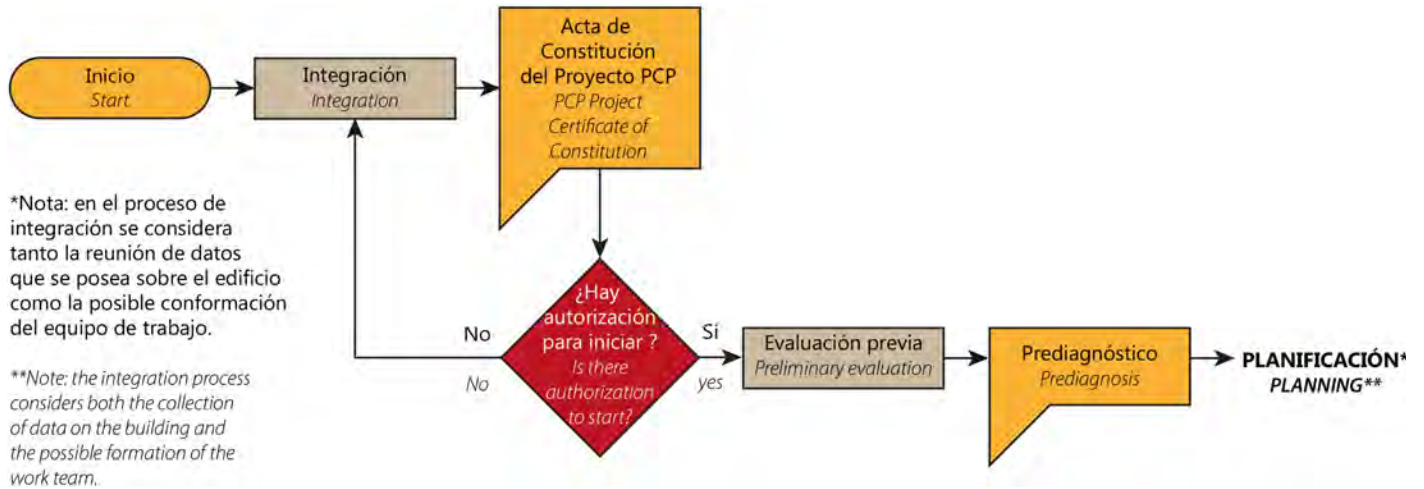 Inicio
Start
Integración
Integration
Acta de
Constitución
del Proyecto PCP
PCP Project
Certificate of
Constitution
*Nota: en el proceso de
integración se considera
tanto la reunión de datos
que se posea sobre el edificio
como la posible conformación
del equipo de trabajo.
**Note: the integration process
considers both the collection
of data on the building and
the possible formation of the
work team.
No
No
¿Hay
autorización
para iniciar ?
Is there
authorization
to start?
Sí
yes
Evaluación previa
Preliminary evaluation
Prediagnóstico
Prediagnosis
PLANIFICACIÓN*
PLANNING**